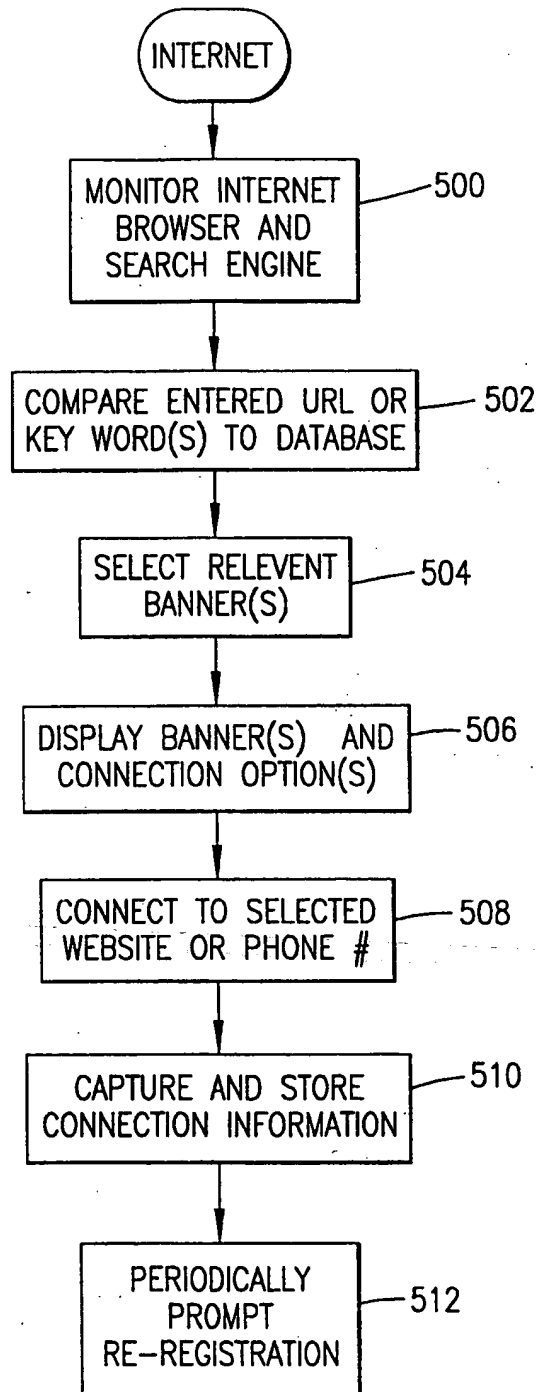 INTERNET
MONITOR INTERNET
BROWSER AND
SEARCH ENGINE
500
COMPARE ENTERED URL OR
KEY WORD(S) TO DATABASE
502
SELECT RELEVENT
BANNER(S)
504
DISPLAY BANNER(S) AND
CONNECTION OPTION(S)
506
CONNECT TO SELECTED
WEBSITE OR PHONE #
508
CAPTURE AND STORE
CONNECTION INFORMATION
510
PERIODICALLY
PROMPT
RE-REGISTRATION
512